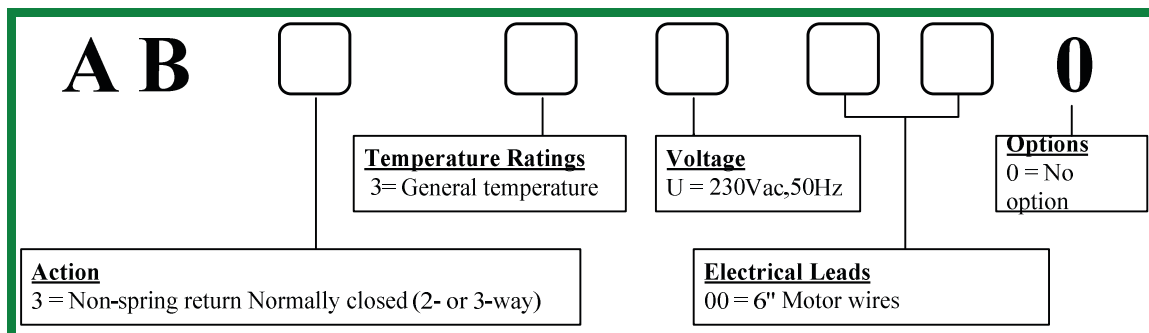 A B 0
Temperature Ratings
3= General temperature
Voltage
U = 230Vac,50Hz
Options
0 = No
option
Action
3 = Non-spring return Normally closed (2- or 3-way)
Electrical Leads
00 = 6" Motor wires